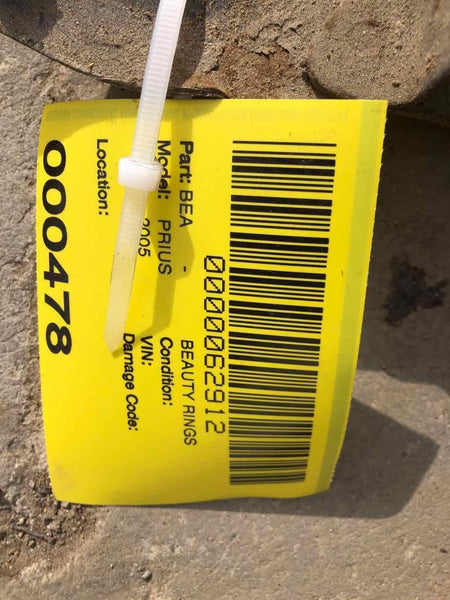 0000062912
Part: BEA - BEAUTY RINGS
Model: PRIUS Condition:
2005 VIN:
Damage Code:
Location:
000478